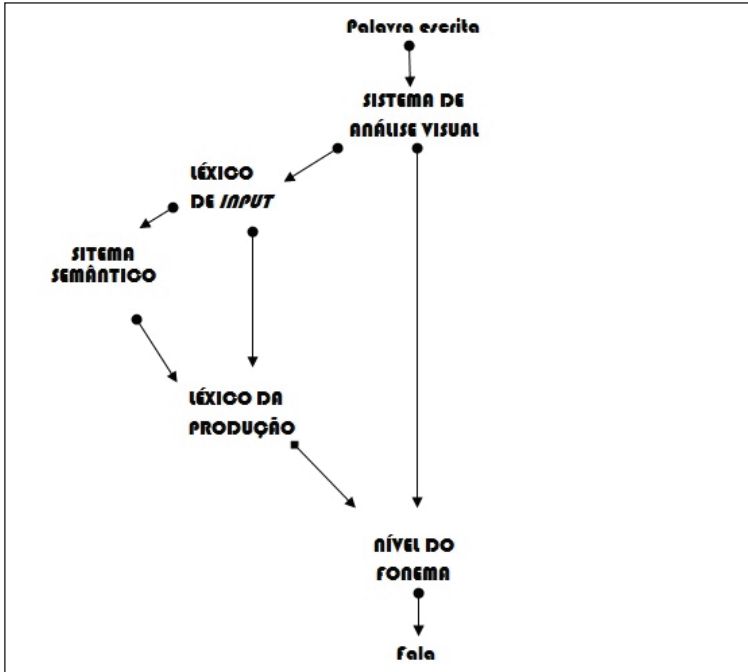 Palavra escrita
SISTEMA DE
ANÁLISE VISUAL
LÉXICO
DE INPUT
SITEMA
SEMÂNTICO
LÉXICO DA
PRODUÇÃO
NÍVEL DO
FONEMA
Fala